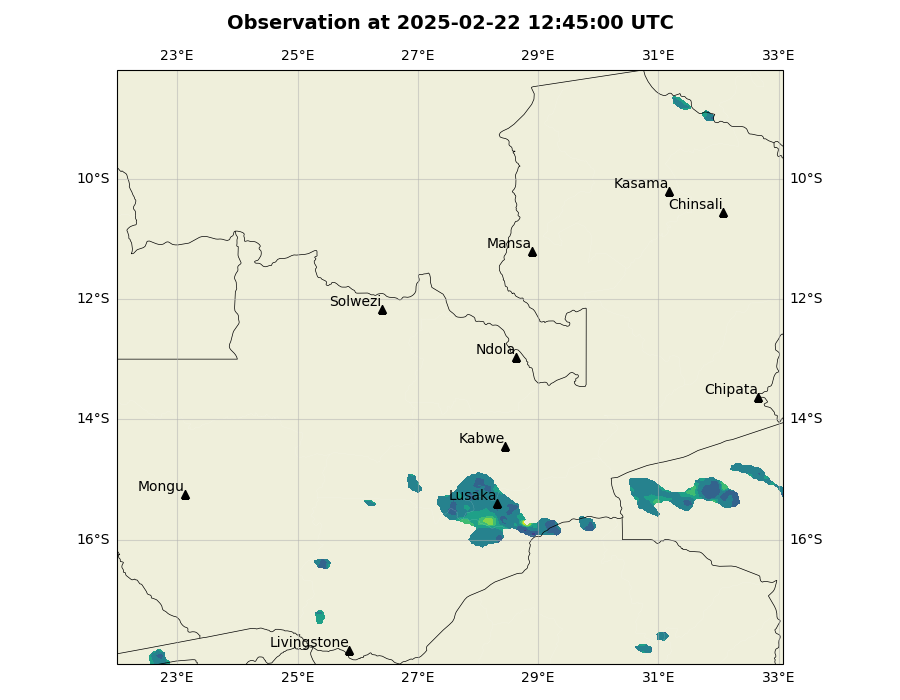 Observation at 2025-02-22 12:45:00 UTC
23°E 25°E 27°E 29°E 31°E 33°E
10°S 10°S
Kasama
Chinsali
Mansa
12°S 12°S
Solwezi
Ndola
Chipata
14°S 14°S
Kabwe
Mongu
Lusaka
16°S 16°S
Livingstone
23°E 25°E 27°E 29°E 31°E 33°E